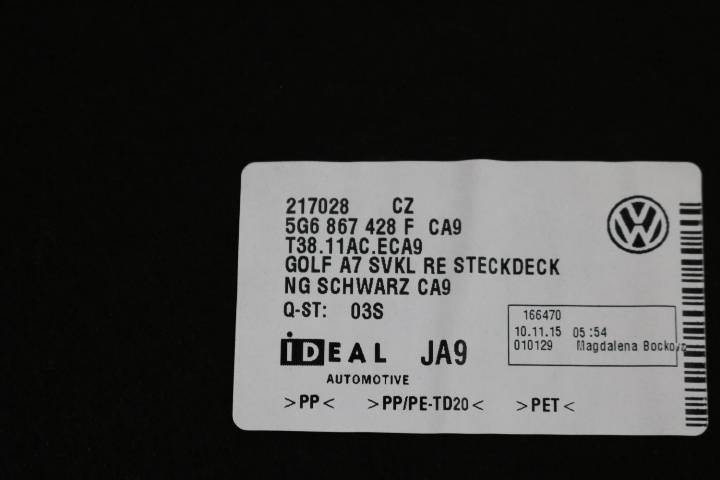 217028 CZ
5G6 867 428 F CA9
T38.11AC.ECA9
GOLF A7 SVKL RE STECKDECK
NG SCHWARZ CA9
Q-ST: 03S
166470
10.11.15 05:54
010129 Magdalena
iDEAL JA9
AUTOMOTIVE
>PP< >PP/PE-TD20< >PET<